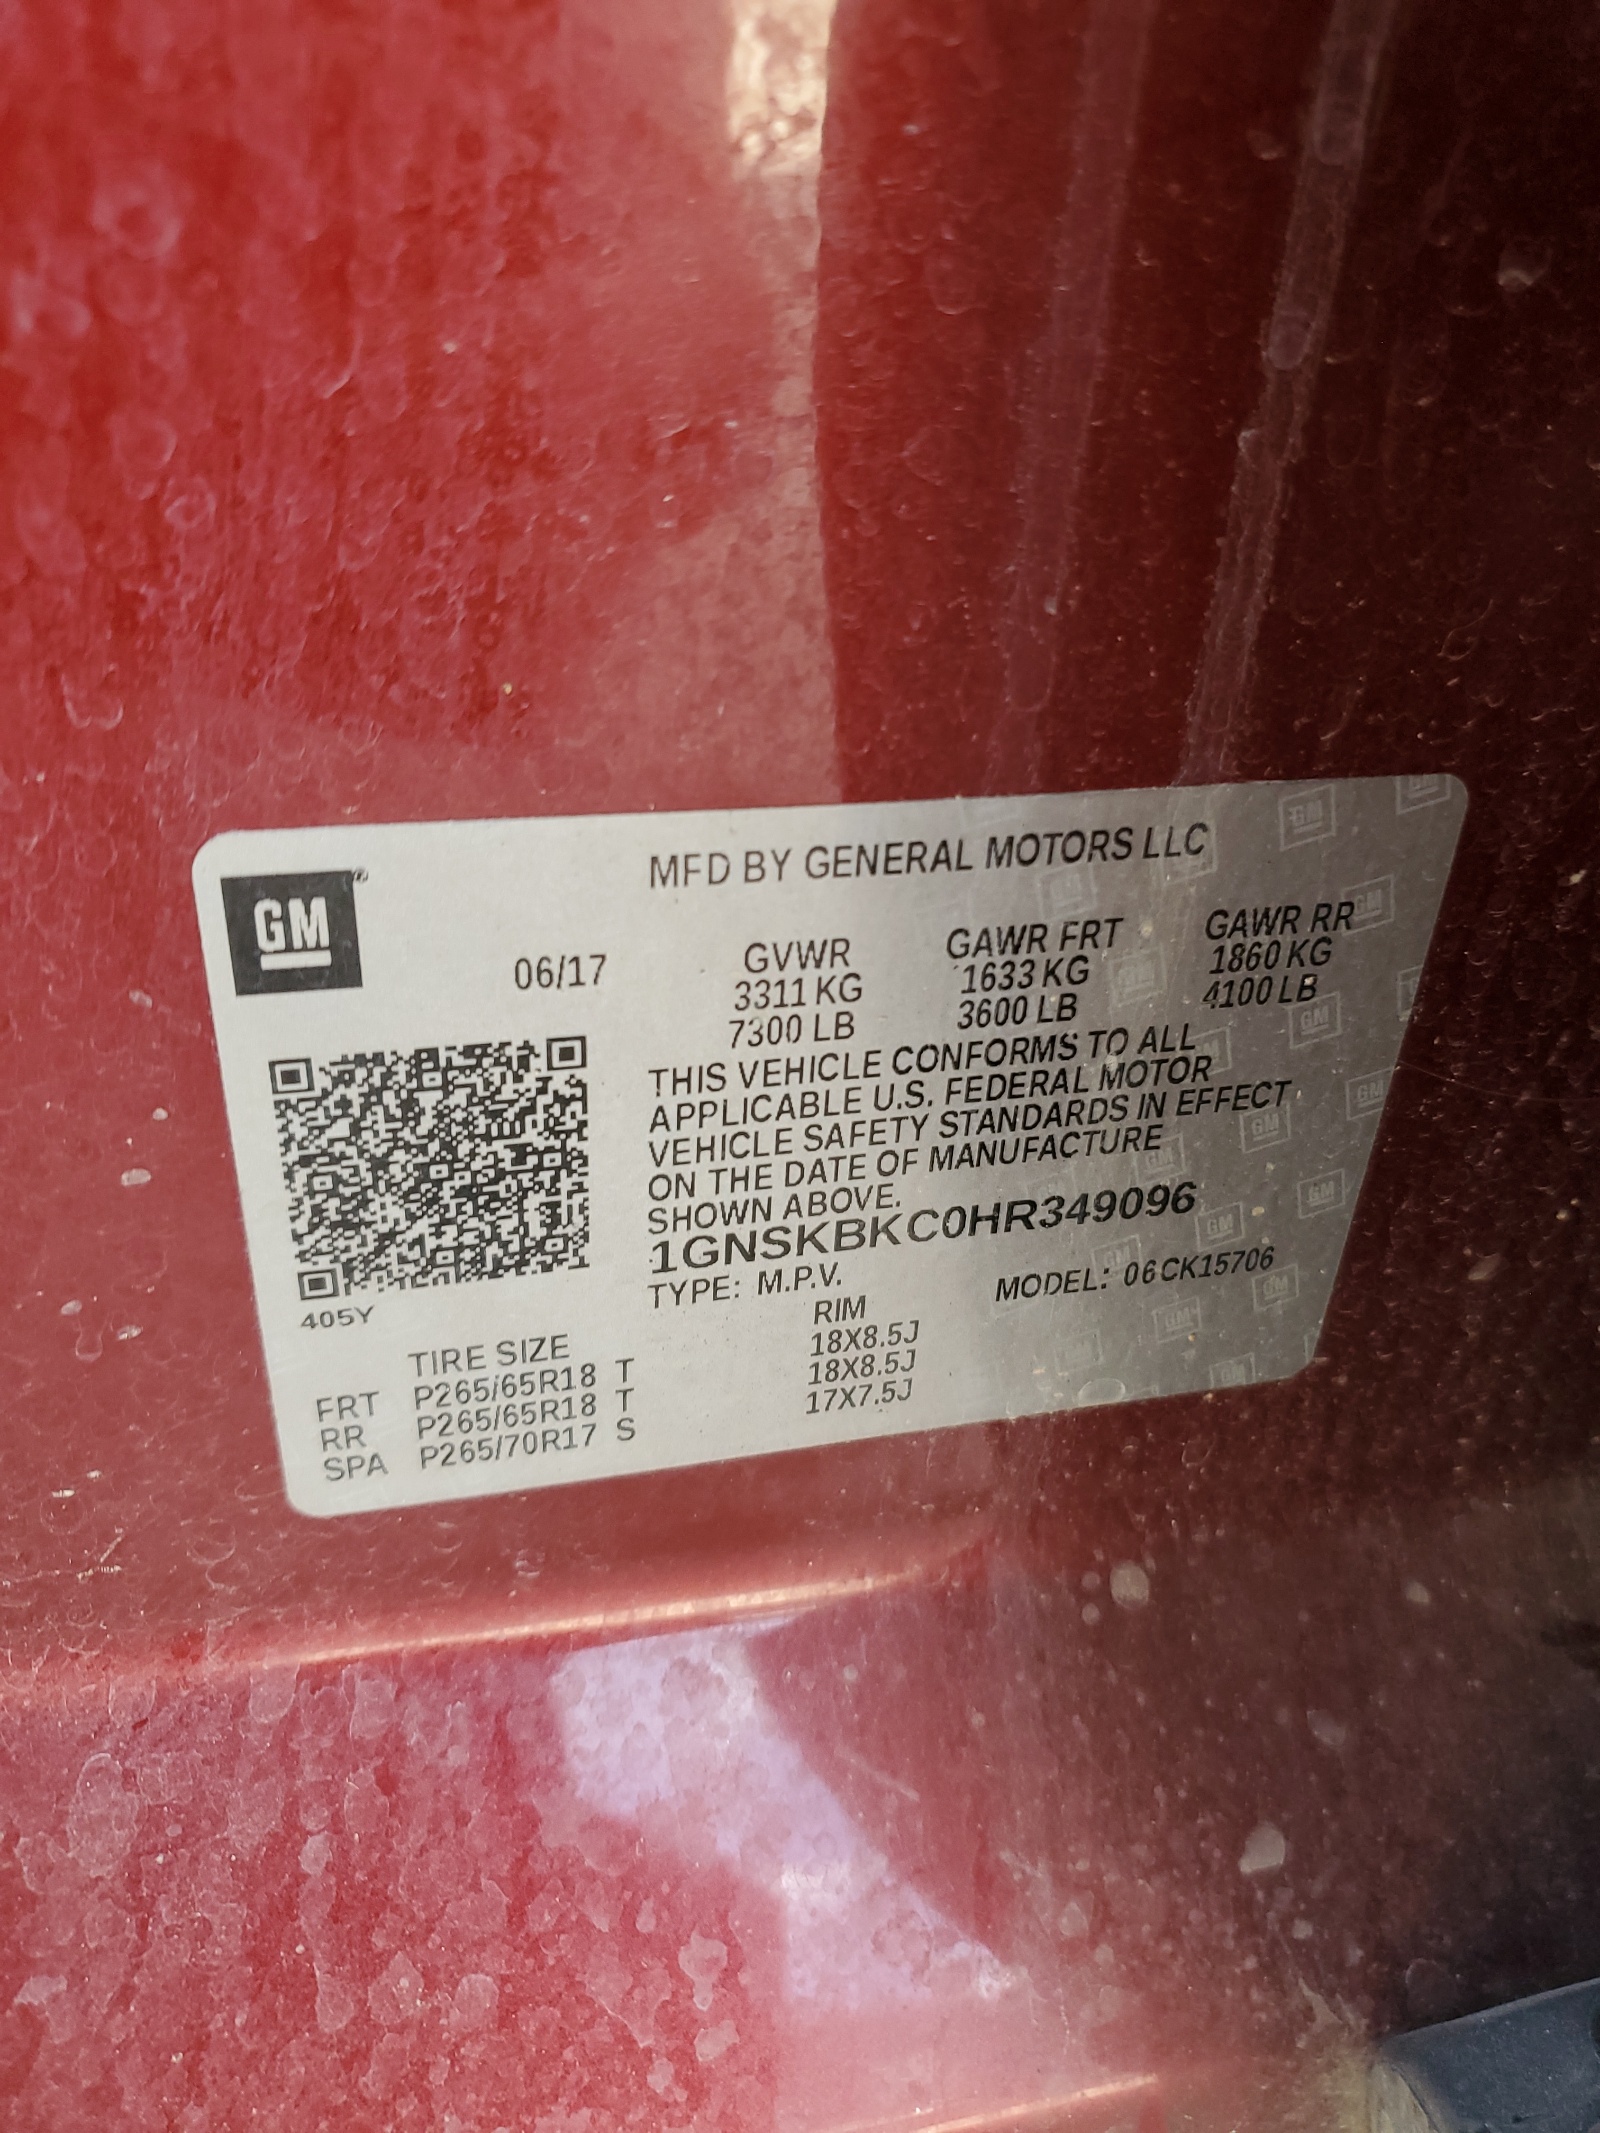 GM
MFD BY GENERAL MOTORS LLC
06/17
GVWR GAWR FRT GAWR RR
3311 KG 1633 KG 1860 KG
7300 LB 3600 LB 4100 LB
THIS VEHICLE CONFORMS TO ALL
APPLICABLE U.S. FEDERAL MOTOR
VEHICLE SAFETY STANDARDS IN EFFECT
ON THE DATE OF MANUFACTURE
SHOWN ABOVE.
1GNSKBKC0HR349096
TYPE: M.P.V. MODEL: 06CK15706
405Y
TIRE SIZE RIM
FRT P265/65R18 T 18X8.5J
RR P265/65R18 T 18X8.5J
SPA P265/70R17 S 17X7.5J